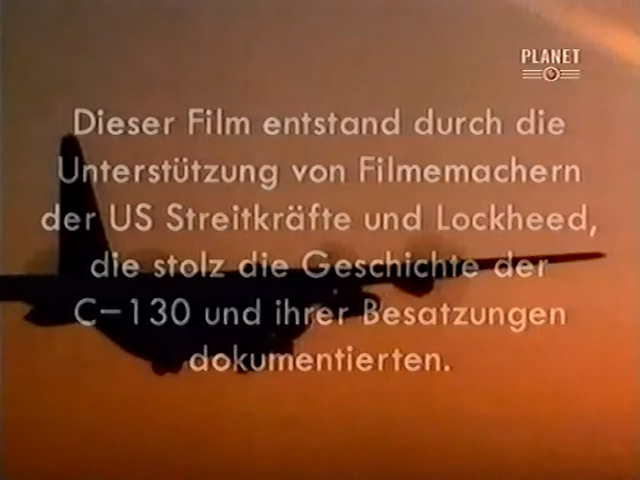 PLANET
Dieser Film entstand durch die
Unterstützung von Filmemachern
der US Streitkräfte und Lockheed,
die stolz die Geschichte der
C–130 und ihrer Besatzungen
dokumentierten.